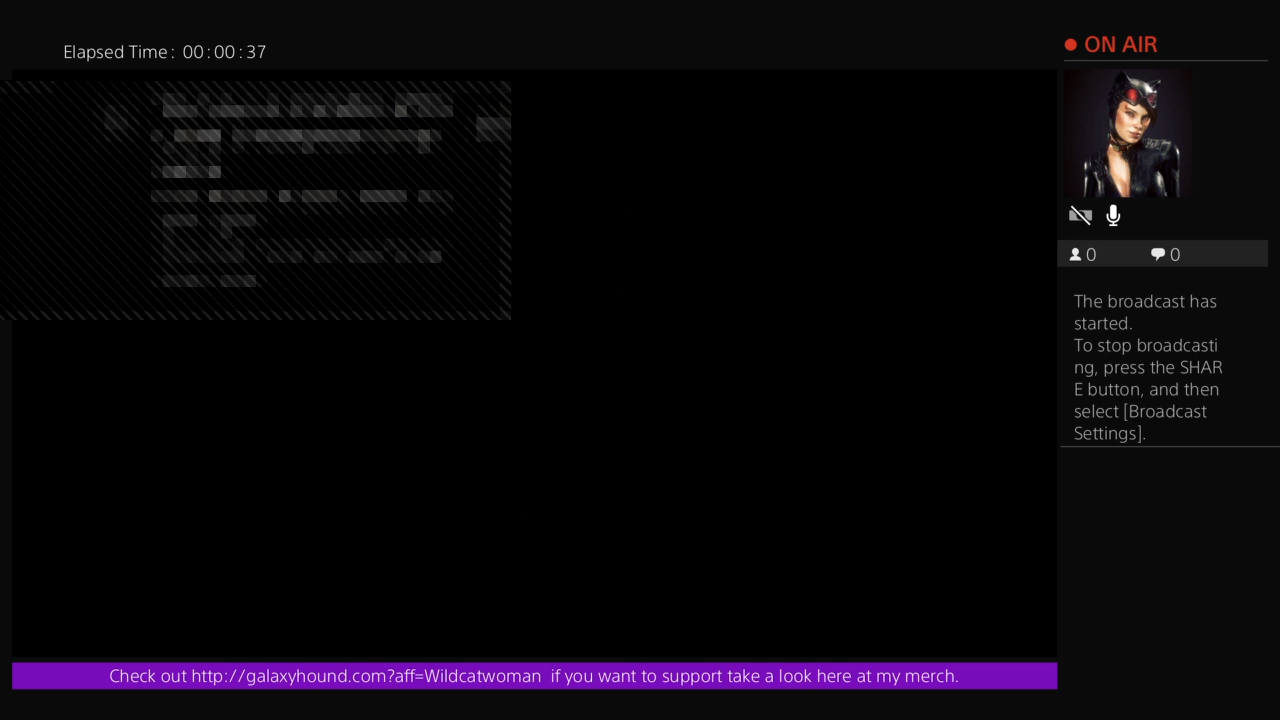 Elapsed Time: 00:00:37
ON AIR
0 0
The broadcast has
started.
To stop broadcasti
ng, press the SHAR
E button, and then
select [Broadcast
Settings].
Check out http://galaxyhound.com?aff=Wildcatwoman if you want to support take a look here at my merch.